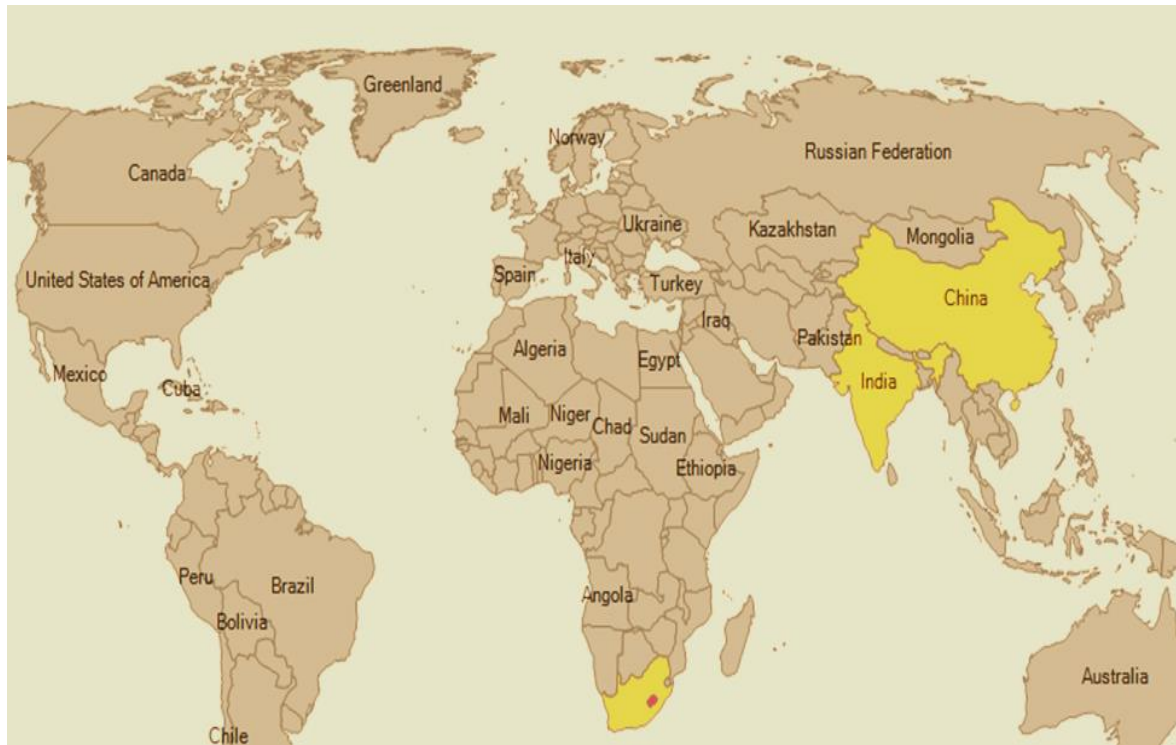 Greenland
Norway
Russian Federation
Canada
Ukraine
Kazakhstan
Mongolia
Italy
Spain
United States of America
Turkey
China
Iraq
Pakistan
Algeria
Egypt
Mexico
Cuba
India
Mali
Niger
Chad
Sudan
Nigeria
Ethiopia
Peru
Brazil
Angola
Bolivia
Australia
Chile